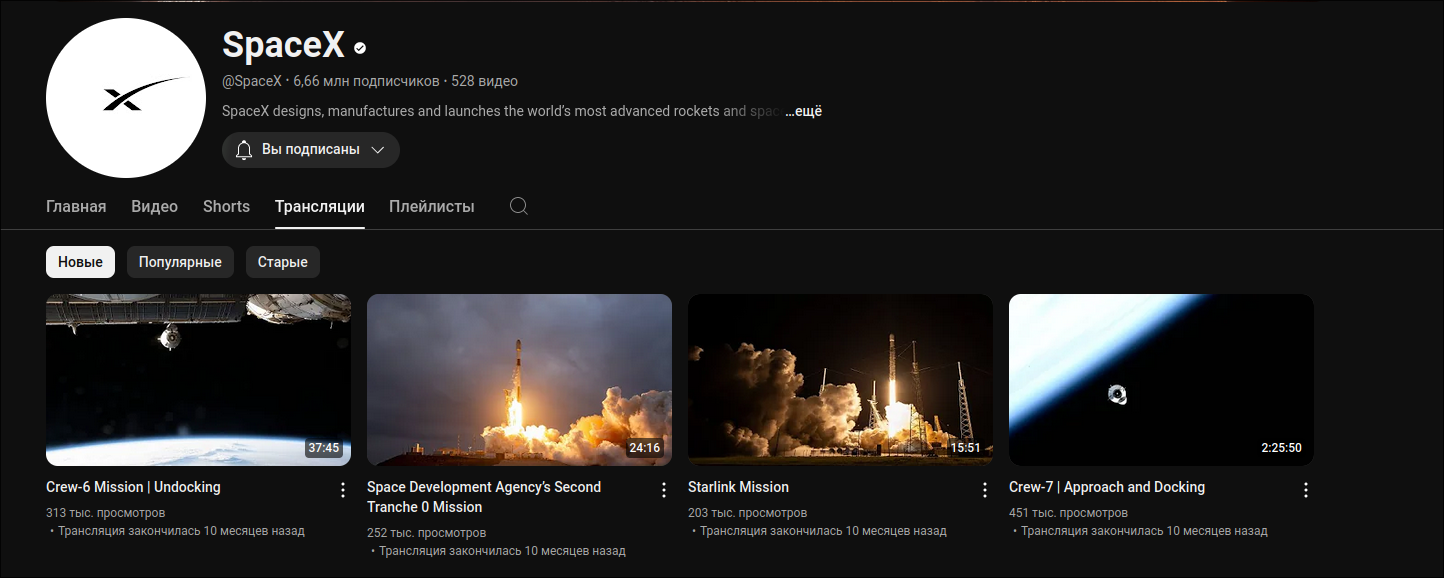 SpaceX
@SpaceX · 6,66 млн подписчиков · 528 видео
SpaceX designs, manufactures and launches the world’s most advanced rockets and ...ещё
Вы подписаны
Главная Видео Shorts Трансляции Плейлисты
Новые Популярные Старые
37:45 24:16 15:51 2:25:50
Crew-6 Mission | Undocking
313 тыс. просмотров
• Трансляция закончилась 10 месяцев назад
Space Development Agency’s Second
Tranche 0 Mission
252 тыс. просмотров
• Трансляция закончилась 10 месяцев назад
Starlink Mission
203 тыс. просмотров
• Трансляция закончилась 10 месяцев назад
Crew-7 | Approach and Docking
451 тыс. просмотров
• Трансляция закончилась 10 месяцев назад